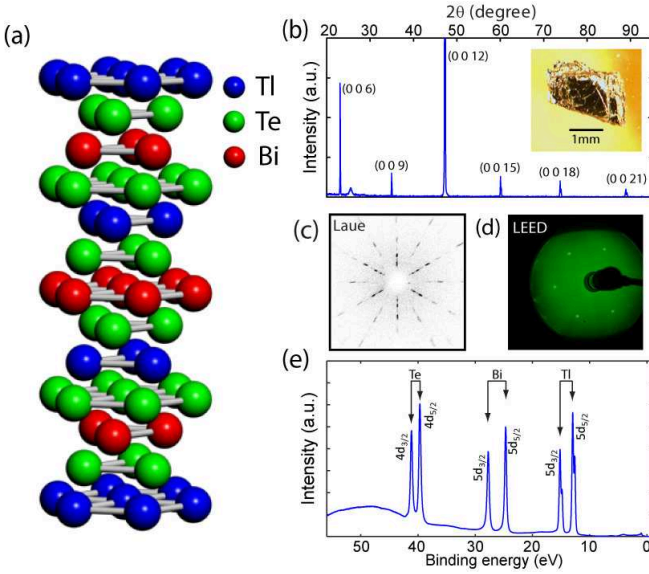 (a)
Tl
Te
Bi
(b)
2θ (degree)
20 30 40 50 60 70 80 90
Intensity (a.u.)
(0 0 6)
(0 0 9)
(0 0 12)
(0 0 15)
(0 0 18)
(0 0 21)
1mm
(c)
Laue
(d)
LEED
(e)
Intensity (a.u.)
Te
Bi
Tl
4d3/2
4d5/2
5d3/2
5d5/2
5d3/2
5d5/2
50 40 30 20 10 0
Binding energy (eV)